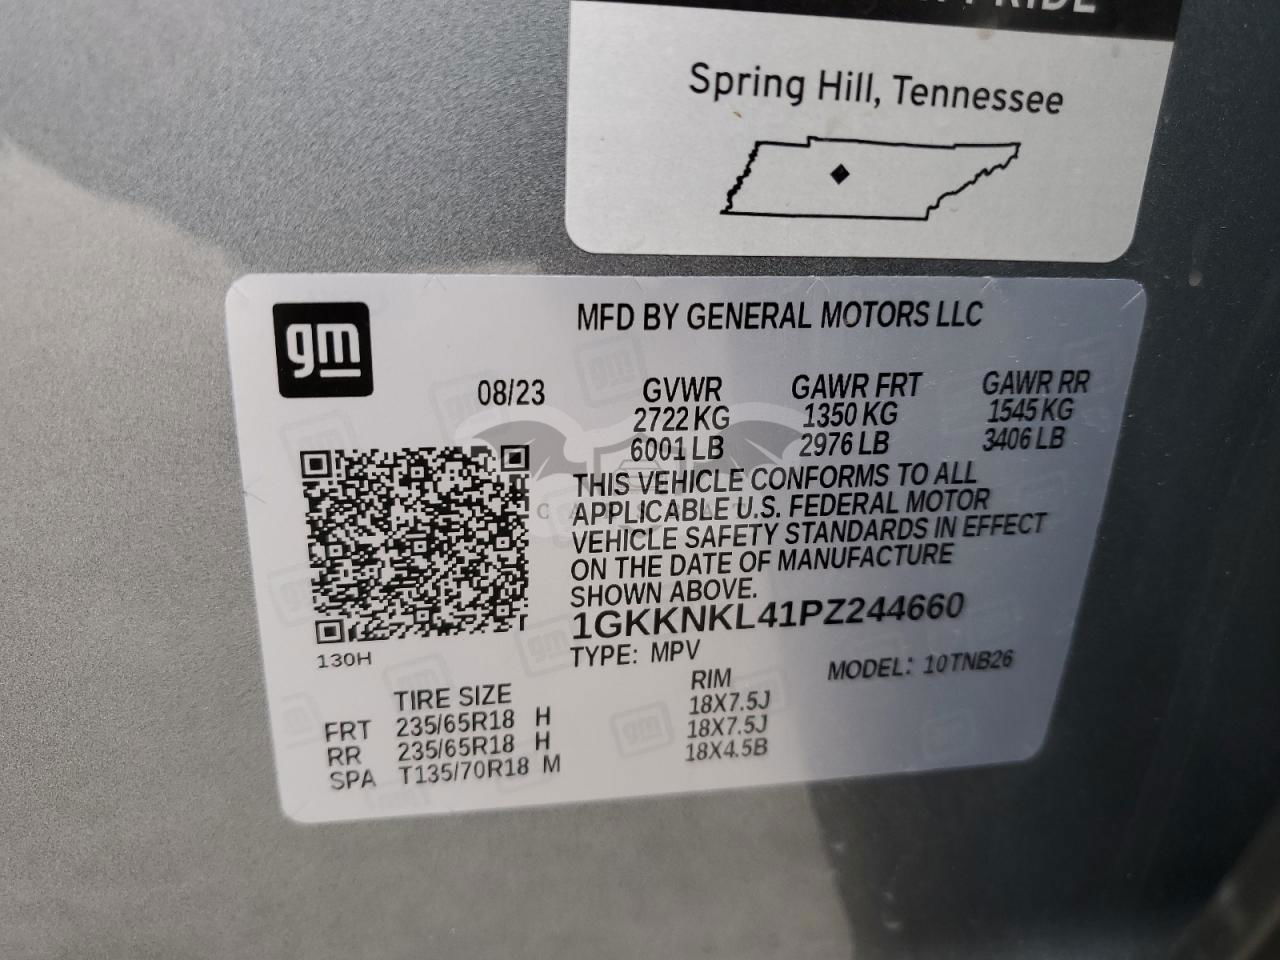 PRIDE
Spring Hill, Tennessee
gm
MFD BY GENERAL MOTORS LLC
08/23 GVWR GAWR FRT GAWR RR
2722 KG 1350 KG 1545 KG
6001 LB 2976 LB 3406 LB
THIS VEHICLE CONFORMS TO ALL
APPLICABLE U.S. FEDERAL MOTOR
VEHICLE SAFETY STANDARDS IN EFFECT
ON THE DATE OF MANUFACTURE
SHOWN ABOVE.
1GKKNKL41PZ244660
130H
TYPE: MPV MODEL: 10TNB26
TIRE SIZE RIM
FRT 235/65R18 H 18X7.5J
RR 235/65R18 H 18X7.5J
SPA T135/70R18 M 18X4.5B